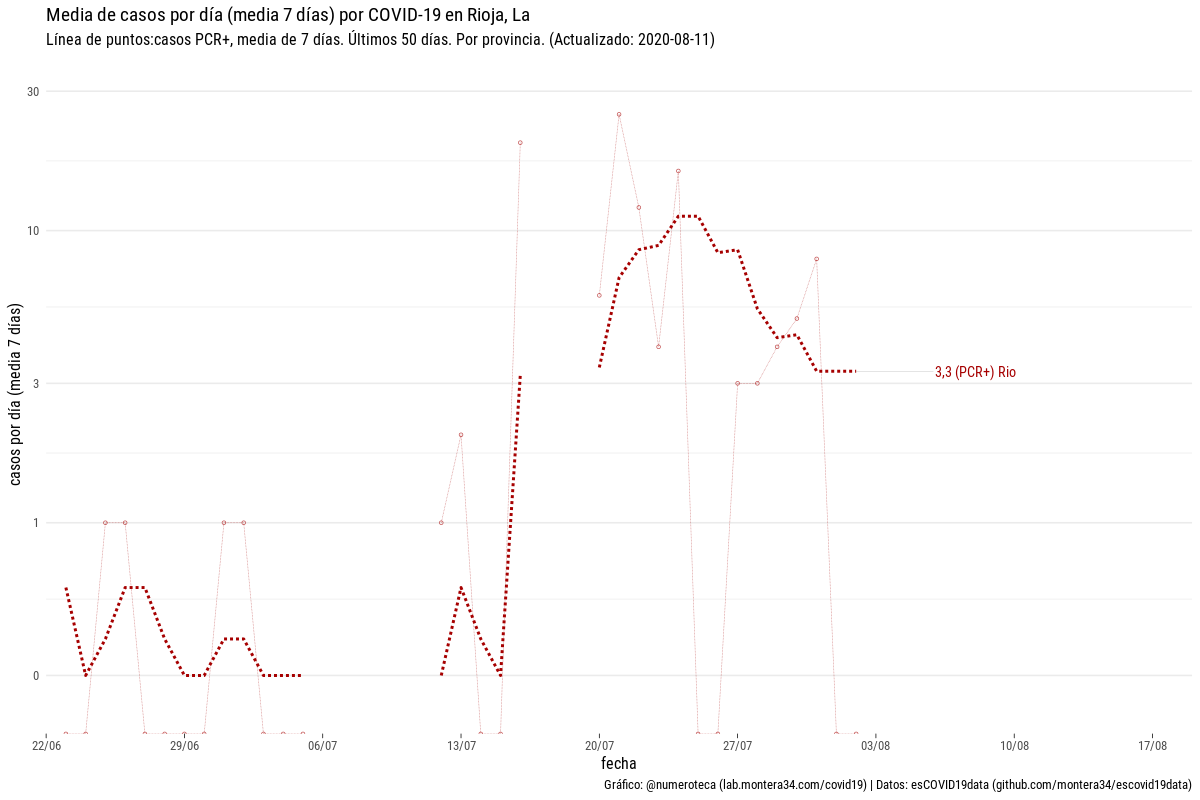 Media de casos por día (media 7 días) por COVID-19 en Rioja, La
Línea de puntos:casos PCR+, media de 7 días. Últimos 50 días. Por provincia. (Actualizado: 2020-08-11)
30
10
3
1
0
casos por día (media 7 días)
3,3 (PCR+) Rio
22/06
29/06
06/07
13/07
20/07
27/07
03/08
10/08
17/08
fecha
Gráfico: @numeroteca (lab.montera34.com/covid19) | Datos: esCOVID19data (github.com/montera34/escovid19data)